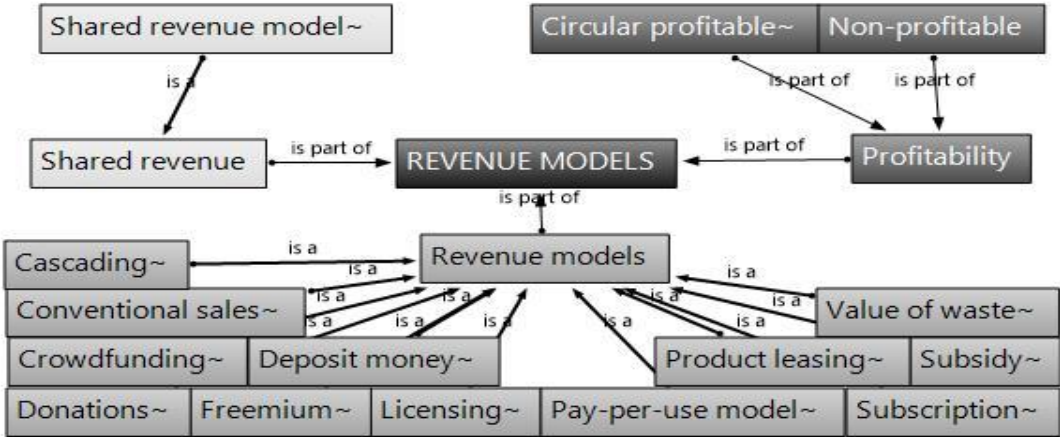 Shared revenue model~
Circular profitable~ Non-profitable
is a
is part of is part of
Shared revenue
is part of
REVENUE MODELS
is part of
Profitability
is part of
Cascading~
is a
Revenue models
is a
is a
Conventional sales~
is a
is a
is a
is a
Value of waste~
is a
is a
is a
is a
is a
Crowdfunding~ Deposit money~
Product leasing~ Subsidy~
Donations~ Freemium~ Licensing~ Pay-per-use model~ Subscription~